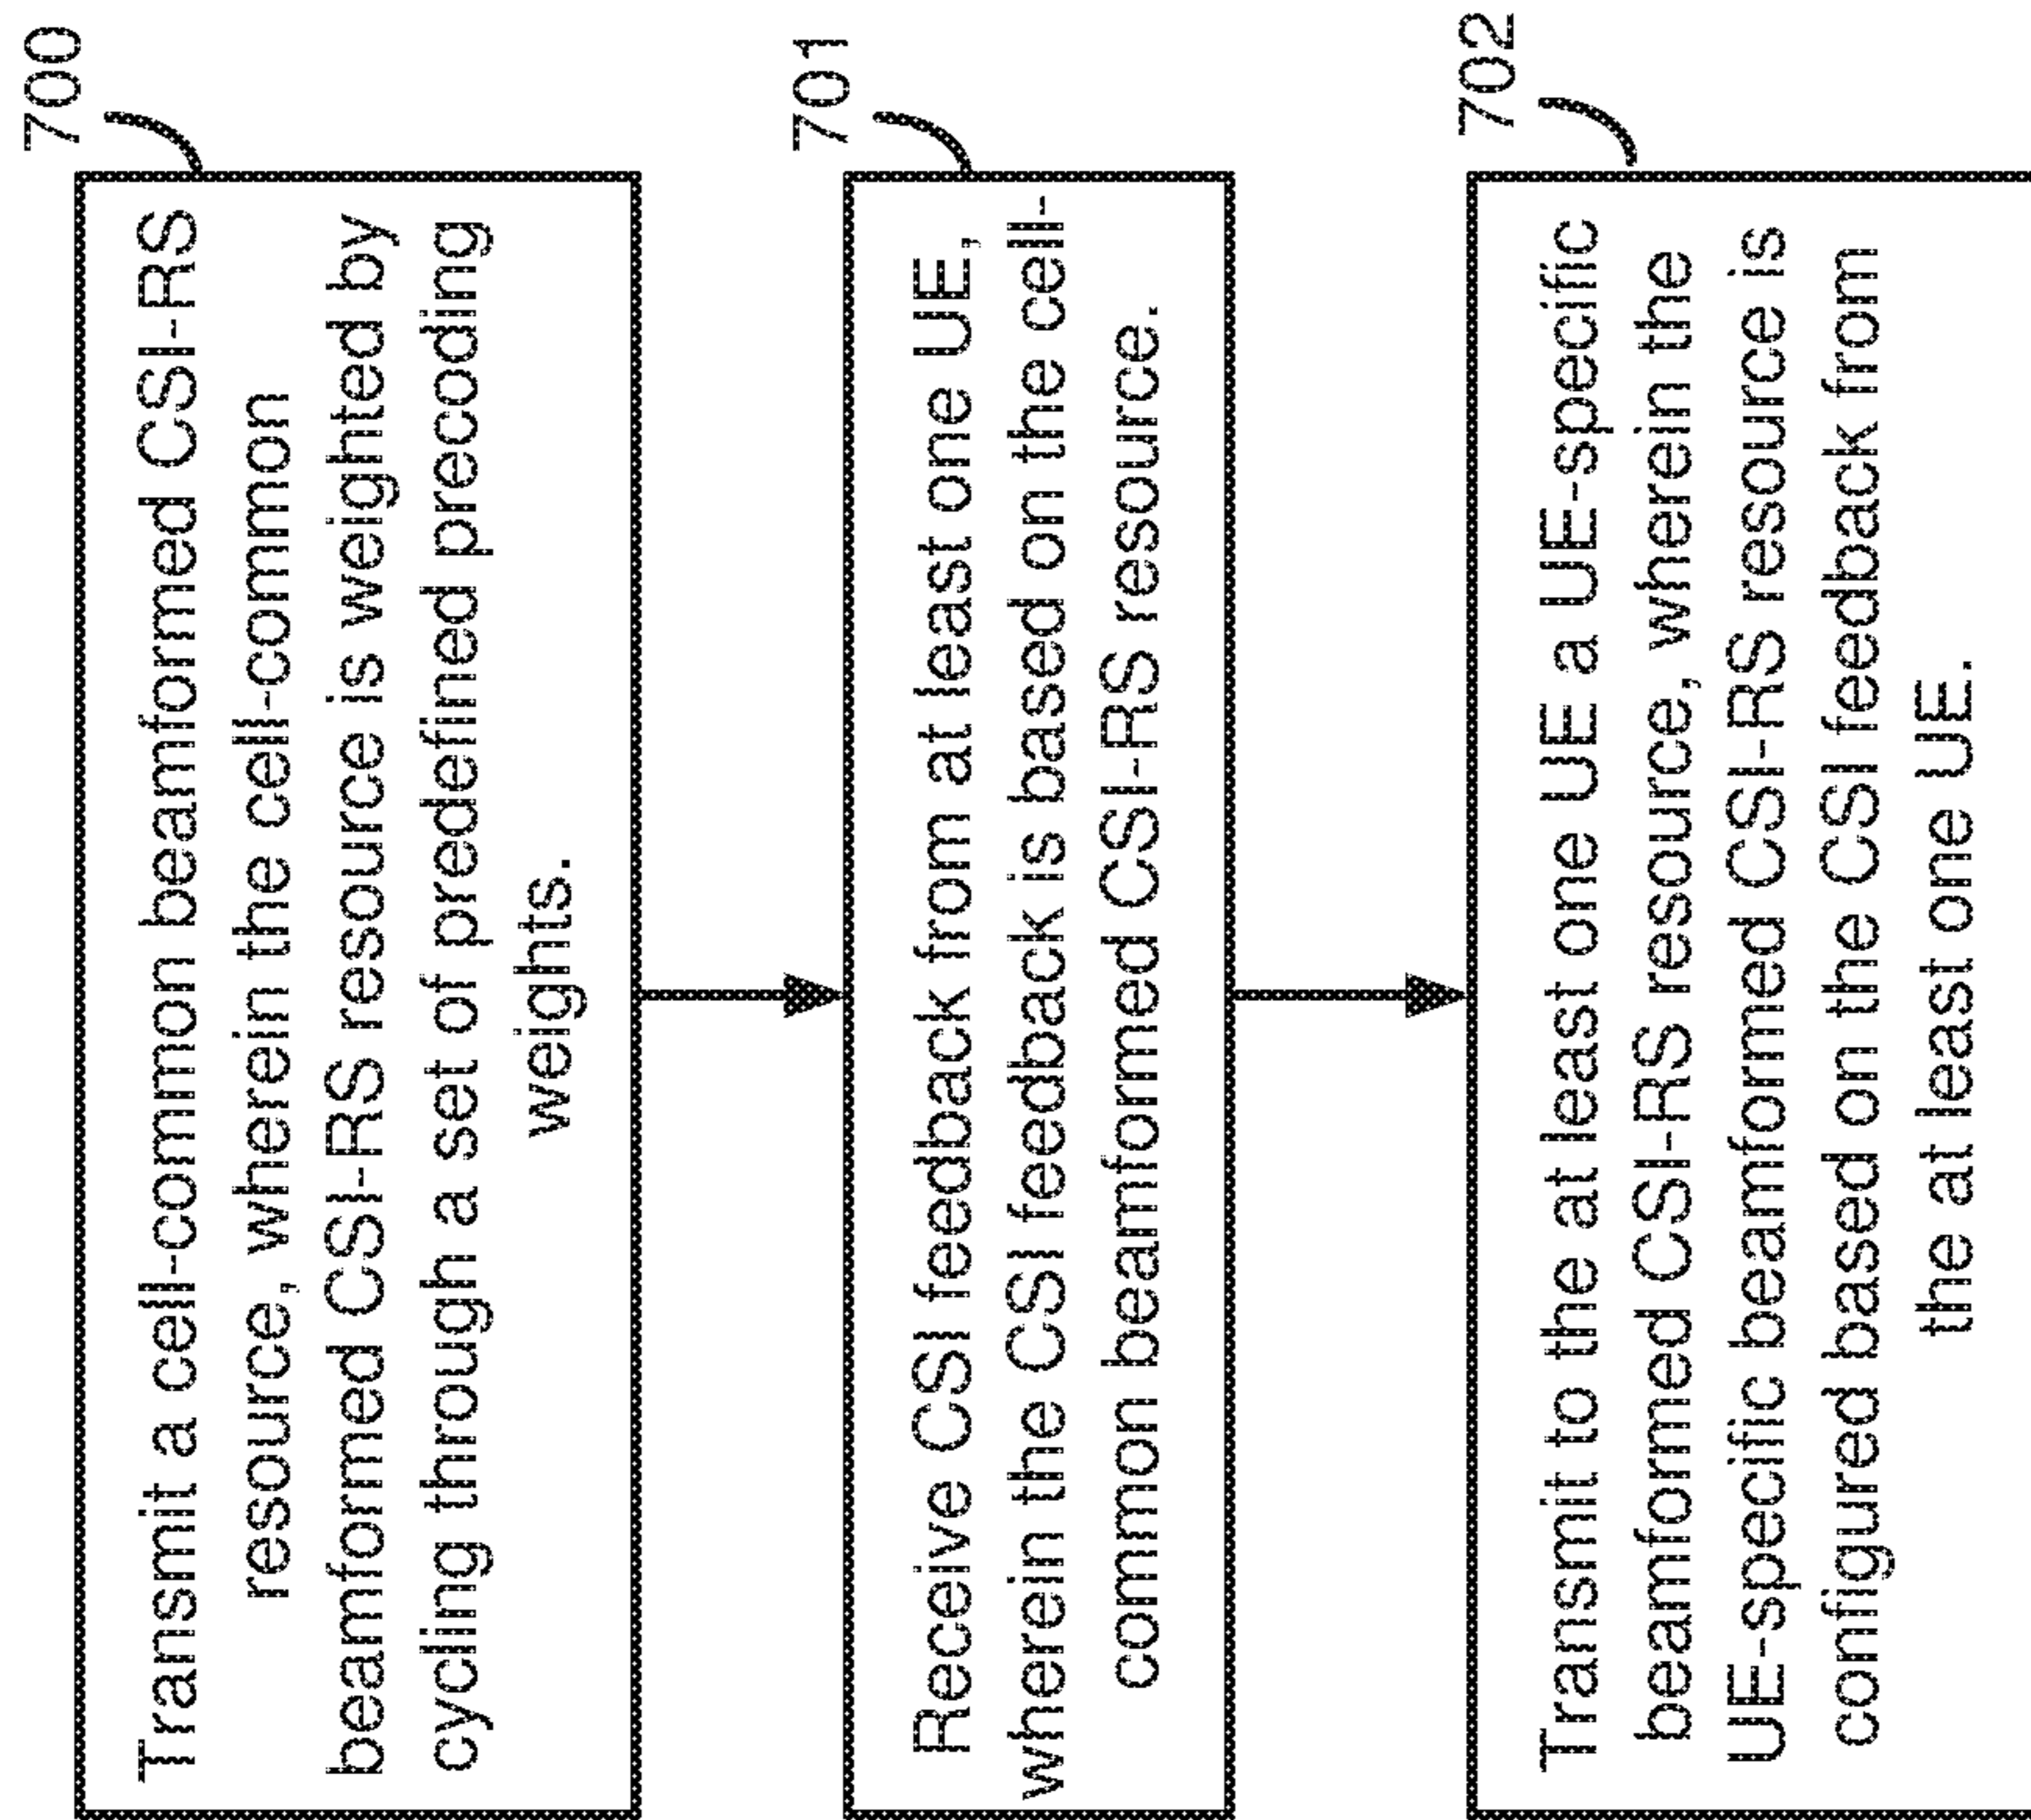 700
Transmit a cell-common beamformed CSI-RS
resource, wherein the cell-common
beamformed CSI-RS resource is weighted by
cycling through a set of predefined precoding
weights.
701
Receive CSI feedback from at least one UE,
wherein the CSI feedback is based on the cell-
common beamformed CSI-RS resource.
702
Transmit to the at least one UE a UE-specific
beamformed CSI-RS resource, wherein the
UE-specific beamformed CSI-RS resource is
configured based on the CSI feedback from
the at least one UE.